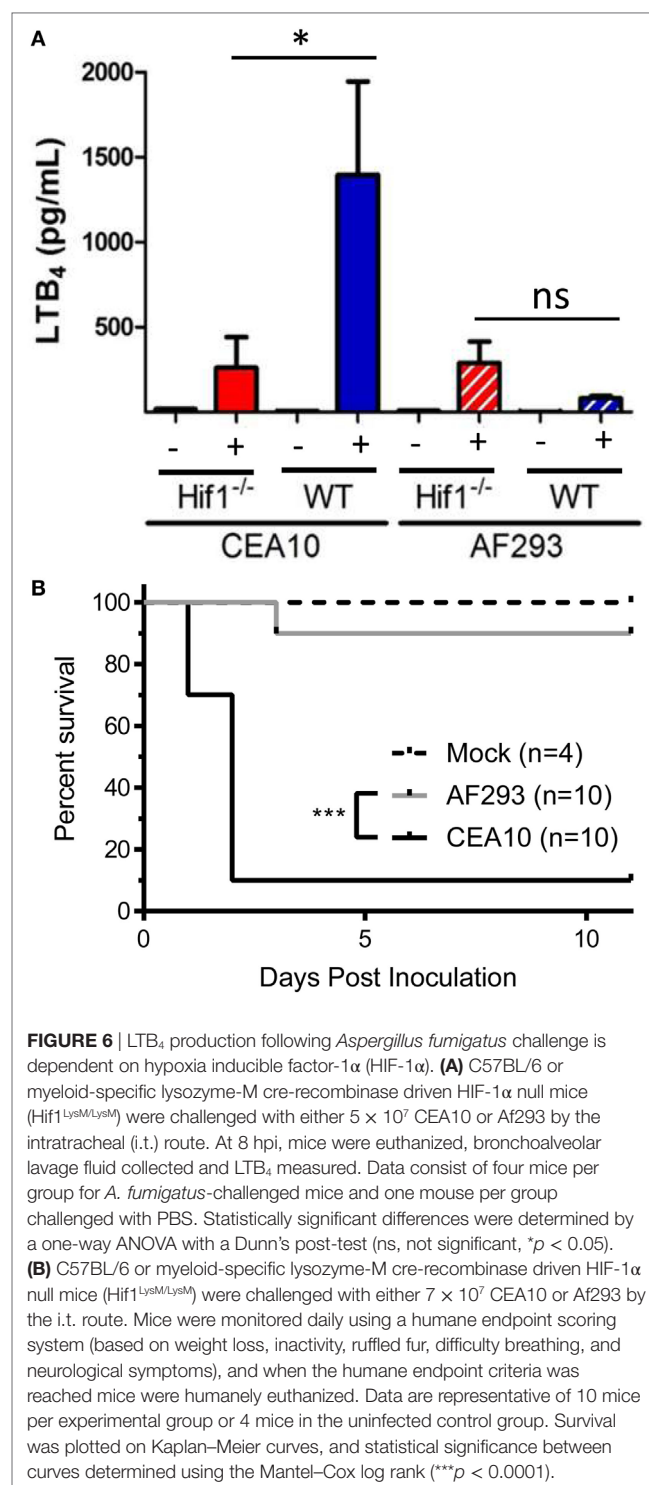 A
*
2000
1500
1000
500
LTB₄ (pg/mL)
ns
- + - + - + - +
Hif1⁻/⁻ WT Hif1⁻/⁻ WT
CEA10 AF293
B
100
80
60
40
20
0
Percent survival
Mock (n=4)
AF293 (n=10)
***
CEA10 (n=10)
0 5 10
Days Post Inoculation
FIGURE 6 | LTB₄ production following Aspergillus fumigatus challenge is
dependent on hypoxia inducible factor-1α (HIF-1α). (A) C57BL/6 or
myeloid-specific lysozyme-M cre-recombinase driven HIF-1α null mice
(Hif1^LysM/LysM) were challenged with either 5 × 10⁷ CEA10 or Af293 by the
intratracheal (i.t.) route. At 8 hpi, mice were euthanized, bronchoalveolar
lavage fluid collected and LTB₄ measured. Data consist of four mice per
group for A. fumigatus-challenged mice and one mouse per group
challenged with PBS. Statistically significant differences were determined by
a one-way ANOVA with a Dunn's post-test (ns, not significant, *p < 0.05).
(B) C57BL/6 or myeloid-specific lysozyme-M cre-recombinase driven HIF-1α
null mice (Hif1^LysM/LysM) were challenged with either 7 × 10⁷ CEA10 or Af293 by
the i.t. route. Mice were monitored daily using a humane endpoint scoring
system (based on weight loss, inactivity, ruffled fur, difficulty breathing, and
neurological symptoms), and when the humane endpoint criteria was
reached mice were humanely euthanized. Data are representative of 10 mice
per experimental group or 4 mice in the uninfected control group. Survival
was plotted on Kaplan–Meier curves, and statistical significance between
curves determined using the Mantel–Cox log rank (***p < 0.0001).